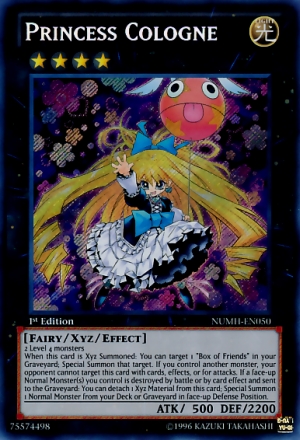 PRINCESS COLOGNE
光
1st Edition
NUMH-EN050
[FAIRY/XYZ/EFFECT]
2 Level 4 monsters
When this card is Xyz Summoned: You can target 1 "Box of Friends" in your
Graveyard; Special Summon that target. If you control another monster, your
opponent cannot target this card with cards, effects, or for attacks. If a face-up
Normal Monster(s) you control is destroyed by battle or by card effect and sent
to the Graveyard: You can detach 1 Xyz Material from this card; Special Summon
1 Normal Monster from your Deck or Graveyard in face-up Defense Position.
ATK/ 500 DEF/2200
75574498
©1996 KAZUKI TAKAHASHI